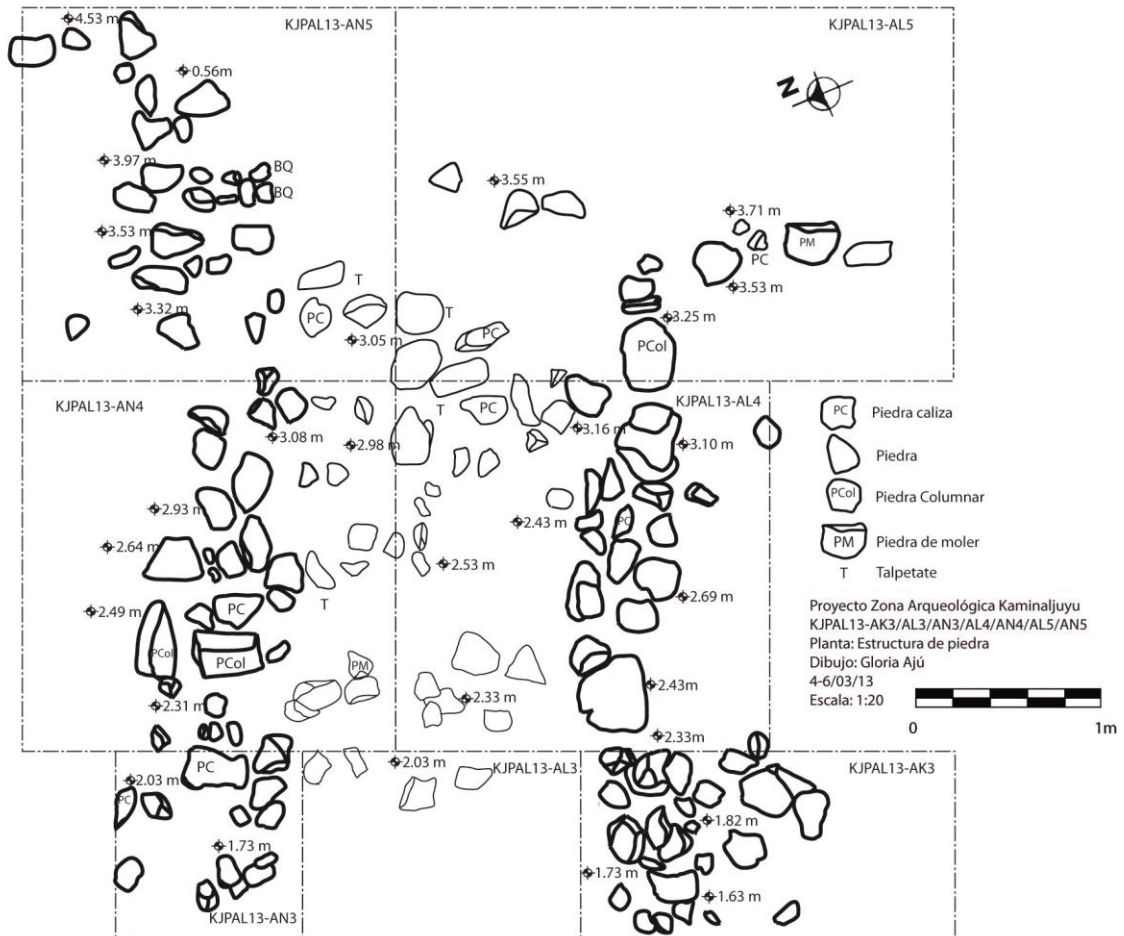 4.53 m
KJPAL13-AN5
KJPAL13-AL5
0.56m
N
3.97 m
BQ
BQ
3.55 m
3.71 m
3.53 m
PM
PC
T
3.53 m
3.32 m
PC
T
3.25 m
3.05 m
PC
PCol
KJPAL13-AN4
T
PC
KJPAL13-AL4
3.08 m
2.98 m
3.16 m
3.10 m
PC Piedra caliza
Piedra
PCol Piedra Columnar
PM Piedra de moler
T Talpetate
2.93 m
2.43 m
PC
2.64 m
2.53 m
T
2.49 m
PC
2.69 m
PCol
PCol
PM
Proyecto Zona Arqueológica Kaminaljuyu
KJPAL13-AK3/AL3/AN3/AL4/AN4/AL5/AN5
Planta: Estructura de piedra
Dibujo: Gloria Ajú
4-6/03/13
Escala: 1:20
0 1m
2.43m
2.33 m
2.31 m
2.33m
PC
2.03 m
2.03 m
KJPAL13-AL3
KJPAL13-AK3
PC
1.82 m
1.73 m
1.73 m
1.63 m
KJPAL13-AN3